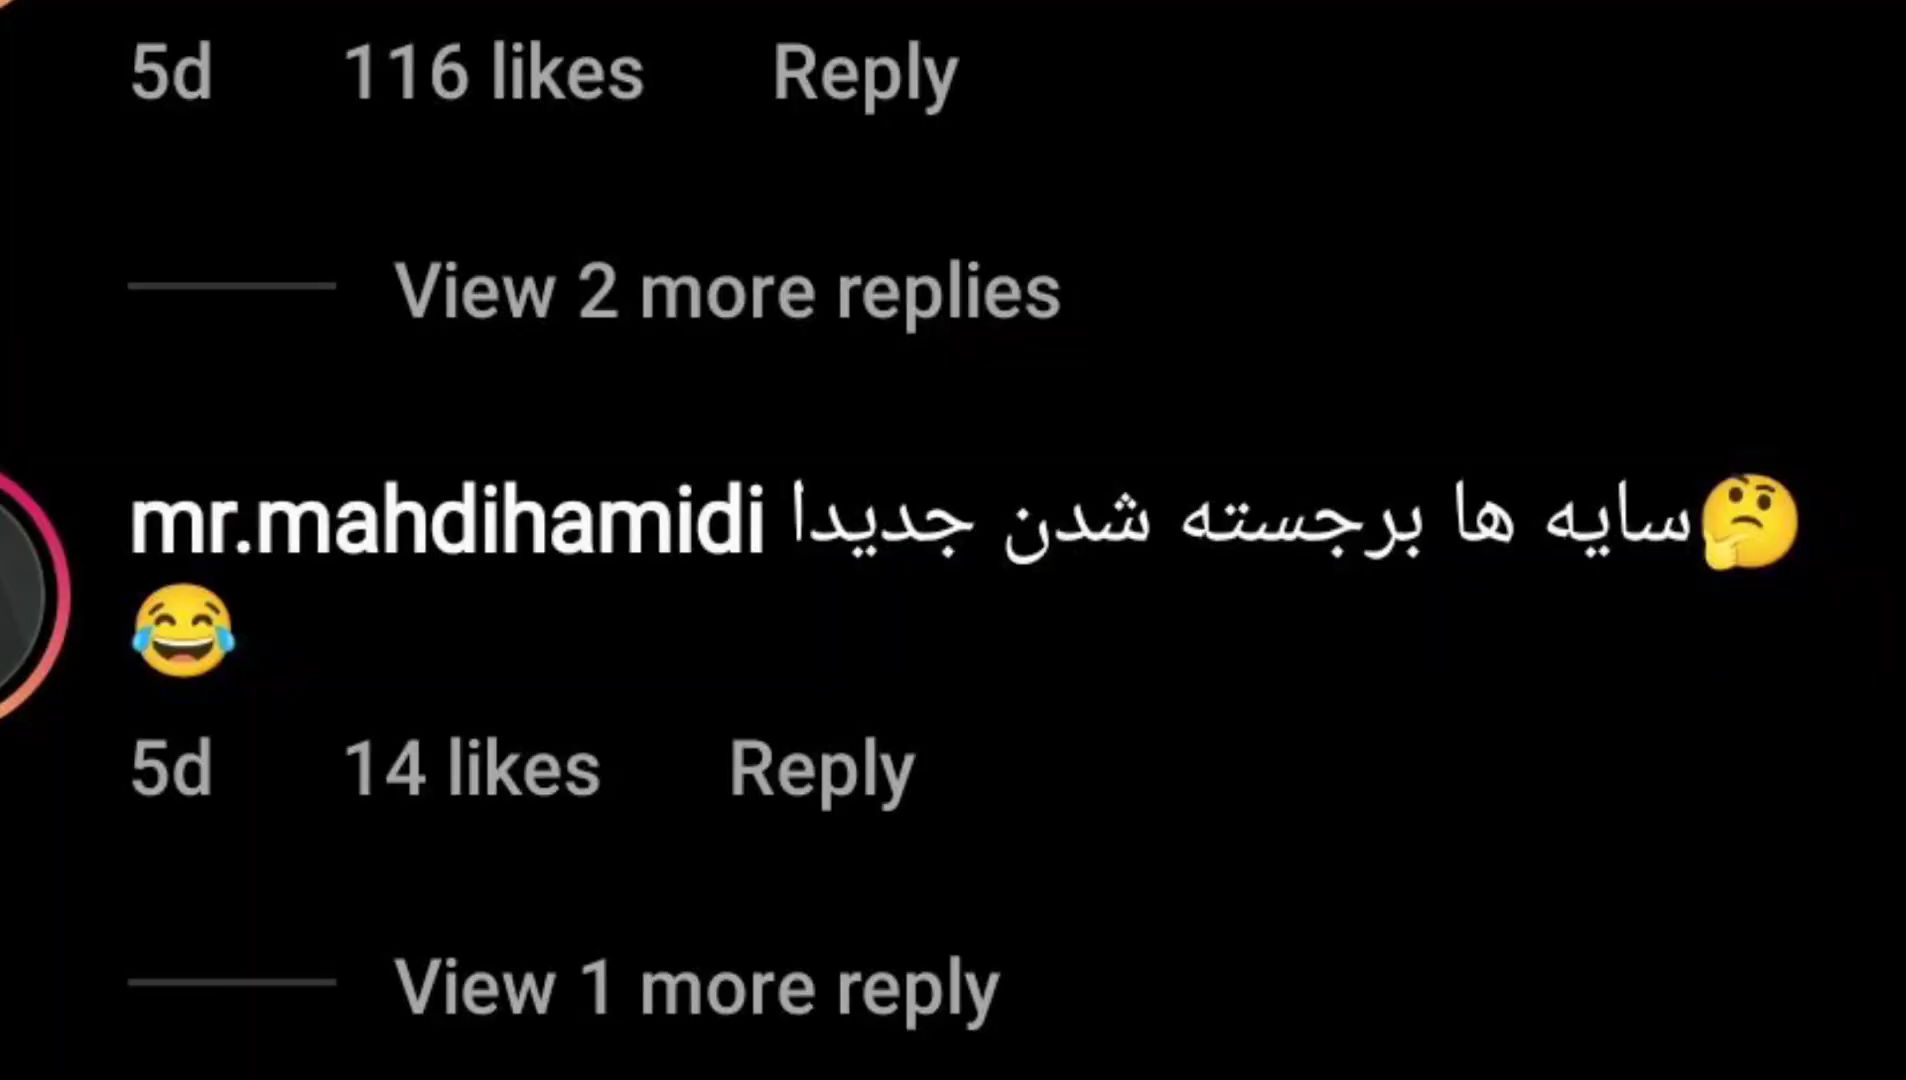 5d 116 likes Reply
View 2 more replies
mr.mahdihamidi سایه ها برجسته شدن جدیدا🤔
😂
5d 14 likes Reply
View 1 more reply